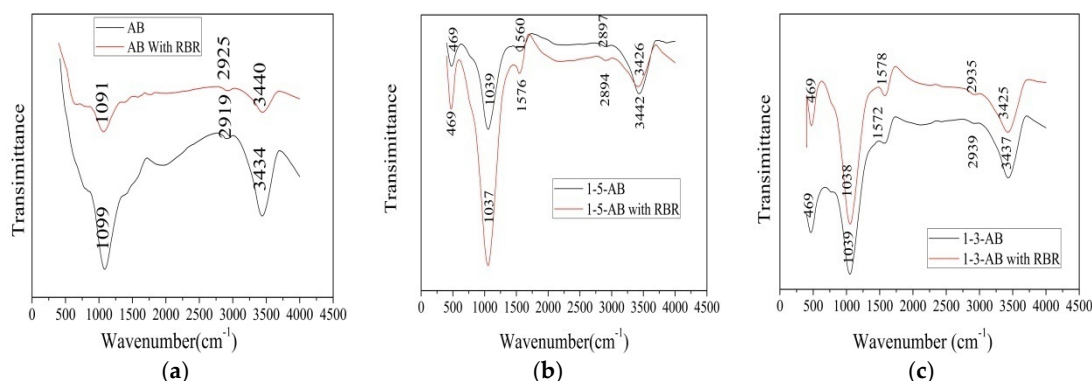 AB
AB With RBR
1091
2925
2919
3440
3434
1099
Transimittance
0 500 1000 1500 2000 2500 3000 3500 4000 4500
Wavenumber(cm-1)
(a)
469
1560
2897
3426
1039
1576
2894
3442
469
1037
1-5-AB
1-5-AB with RBR
Transimittance
0 500 1000 1500 2000 2500 3000 3500 4000 4500
Wavenumber(cm-1)
(b)
469
1578
2935
3425
1572
2939
3437
1038
469
1039
1-3-AB
1-3-AB with RBR
Transimittance
0 500 1000 1500 2000 2500 3000 3500 4000 4500
Wavenumber (cm-1)
(c)